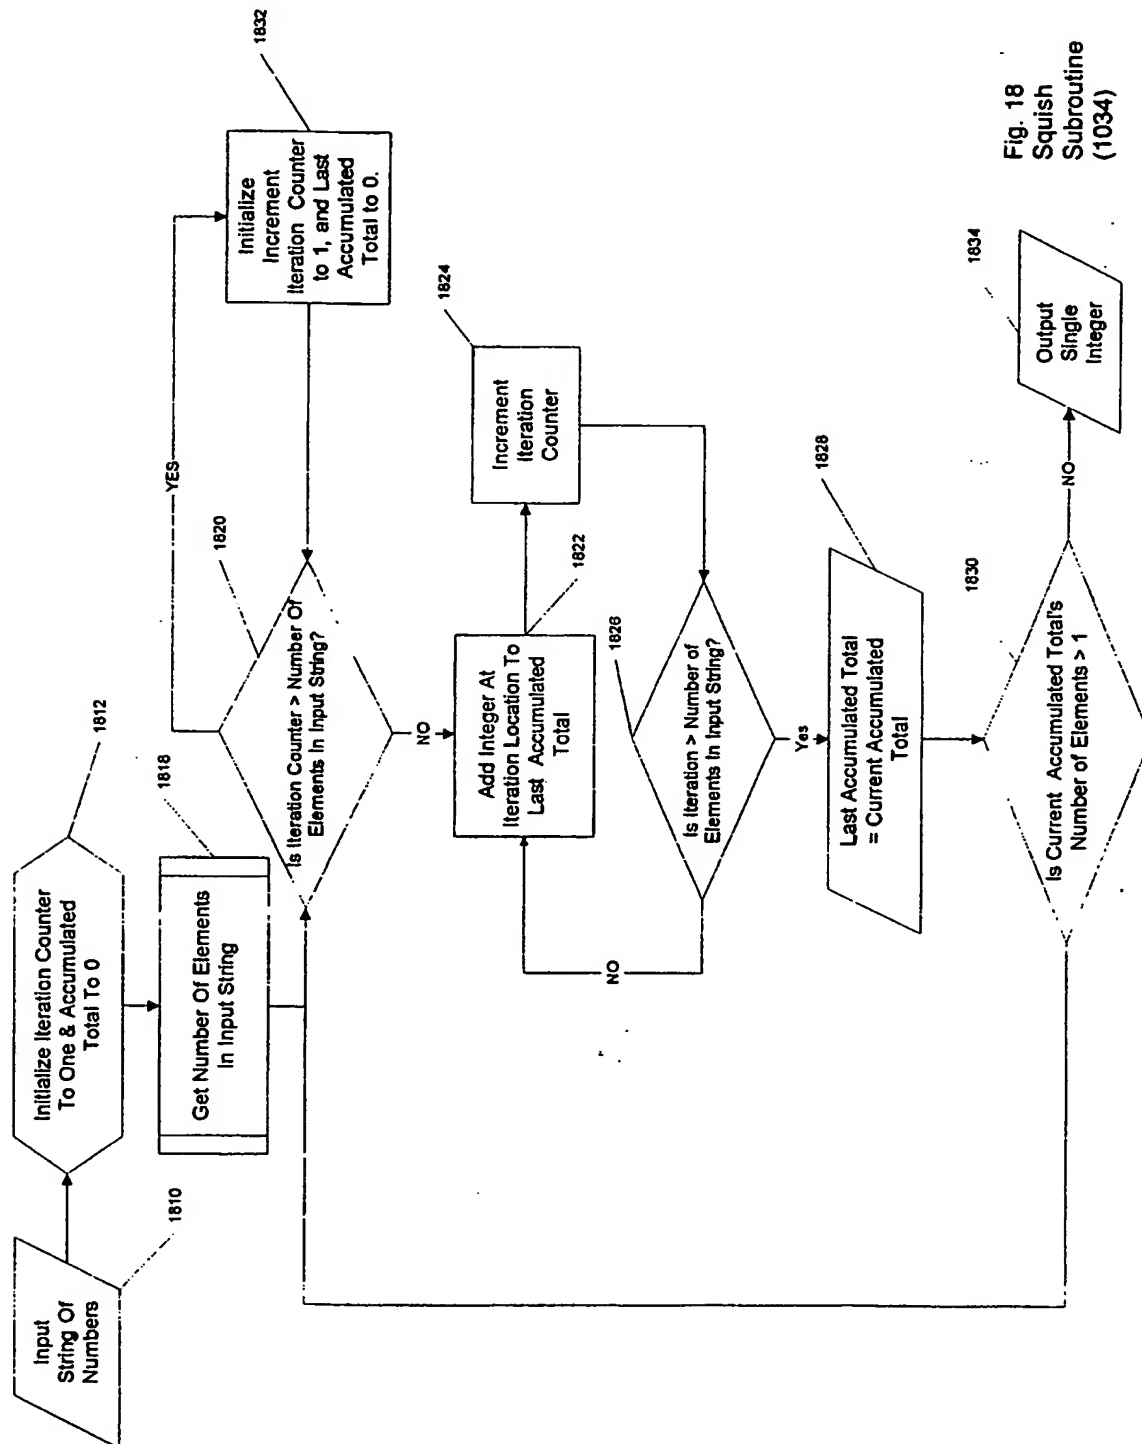 Input
String Of
Numbers
1810
Initialize Iteration Counter
To One & Accumulated
Total To 0
1812
Get Number Of Elements
In Input String
1818
Is Iteration Counter > Number Of
Elements In Input String?
1820
YES
Initialize
Increment
Iteration Counter
to 1, and Last
Accumulated
Total to 0.
1832
NO
Add Integer At
Iteration Location To
Last Accumulated
Total
1822
Increment
Iteration
Counter
1824
Is Iteration > Number of
Elements In Input String?
1826
NO
Yes
Last Accumulated Total
= Current Accumulated
Total
1828
Is Current Accumulated Total's
Number of Elements > 1
1830
NO
Output
Single
Integer
1834
Fig. 18
Squish
Subroutine
(1034)